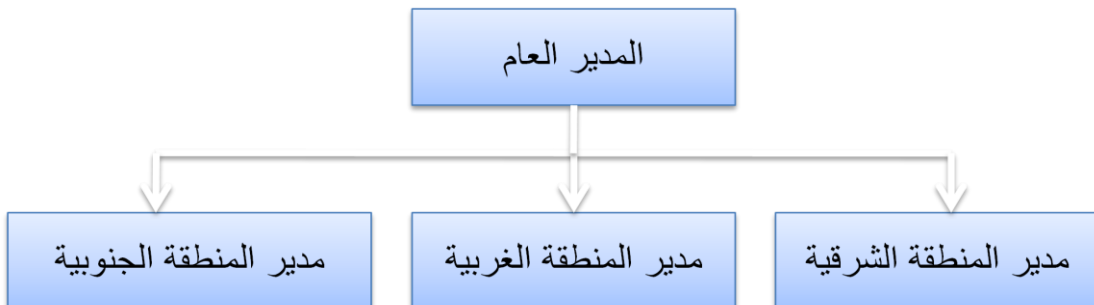 المدير العام
مدير المنطقة الشرقية
مدير المنطقة الغربية
مدير المنطقة الجنوبية